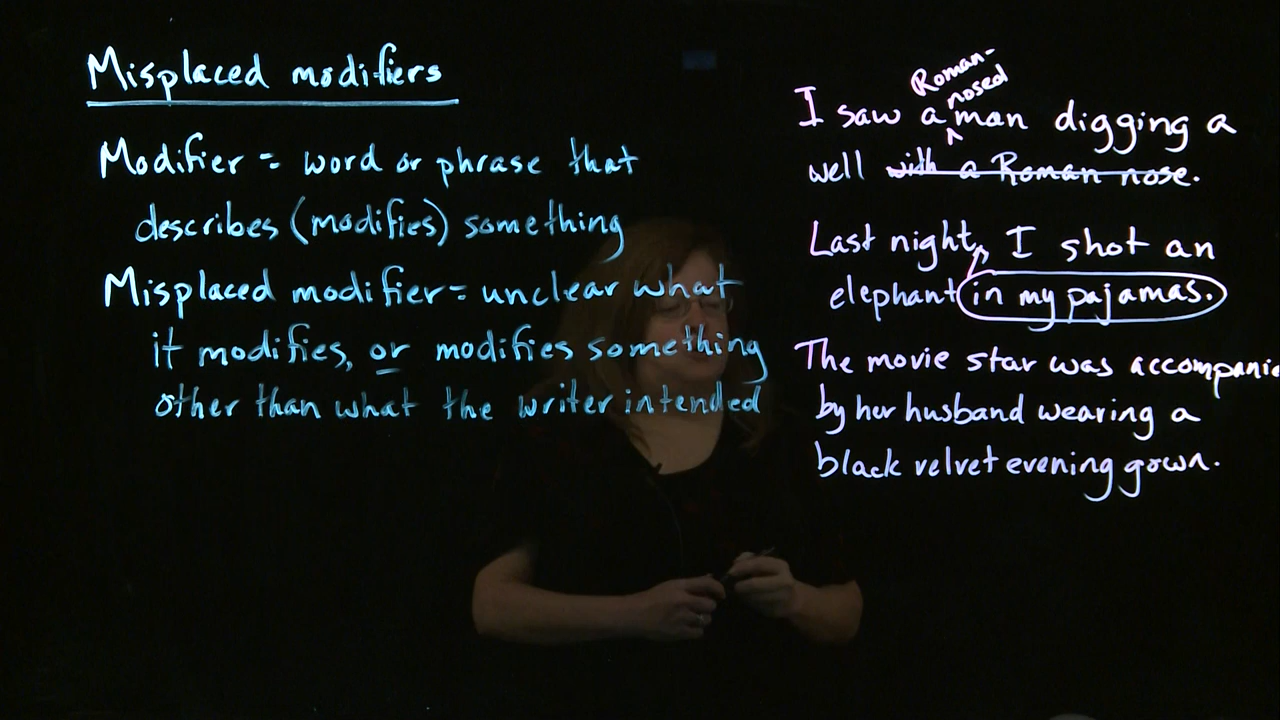 Misplaced modifiers
Modifier = word or phrase that
describes (modifies) something
Misplaced modifier = unclear what
it modifies, or modifies something
other than what the writer intended
Roman-
nosed
I saw a ^ man digging a
well with a Roman nose.
Last night, I shot an
elephant in my pajamas.
The movie star was accompanie
by her husband wearing a
black velvet evening gown.